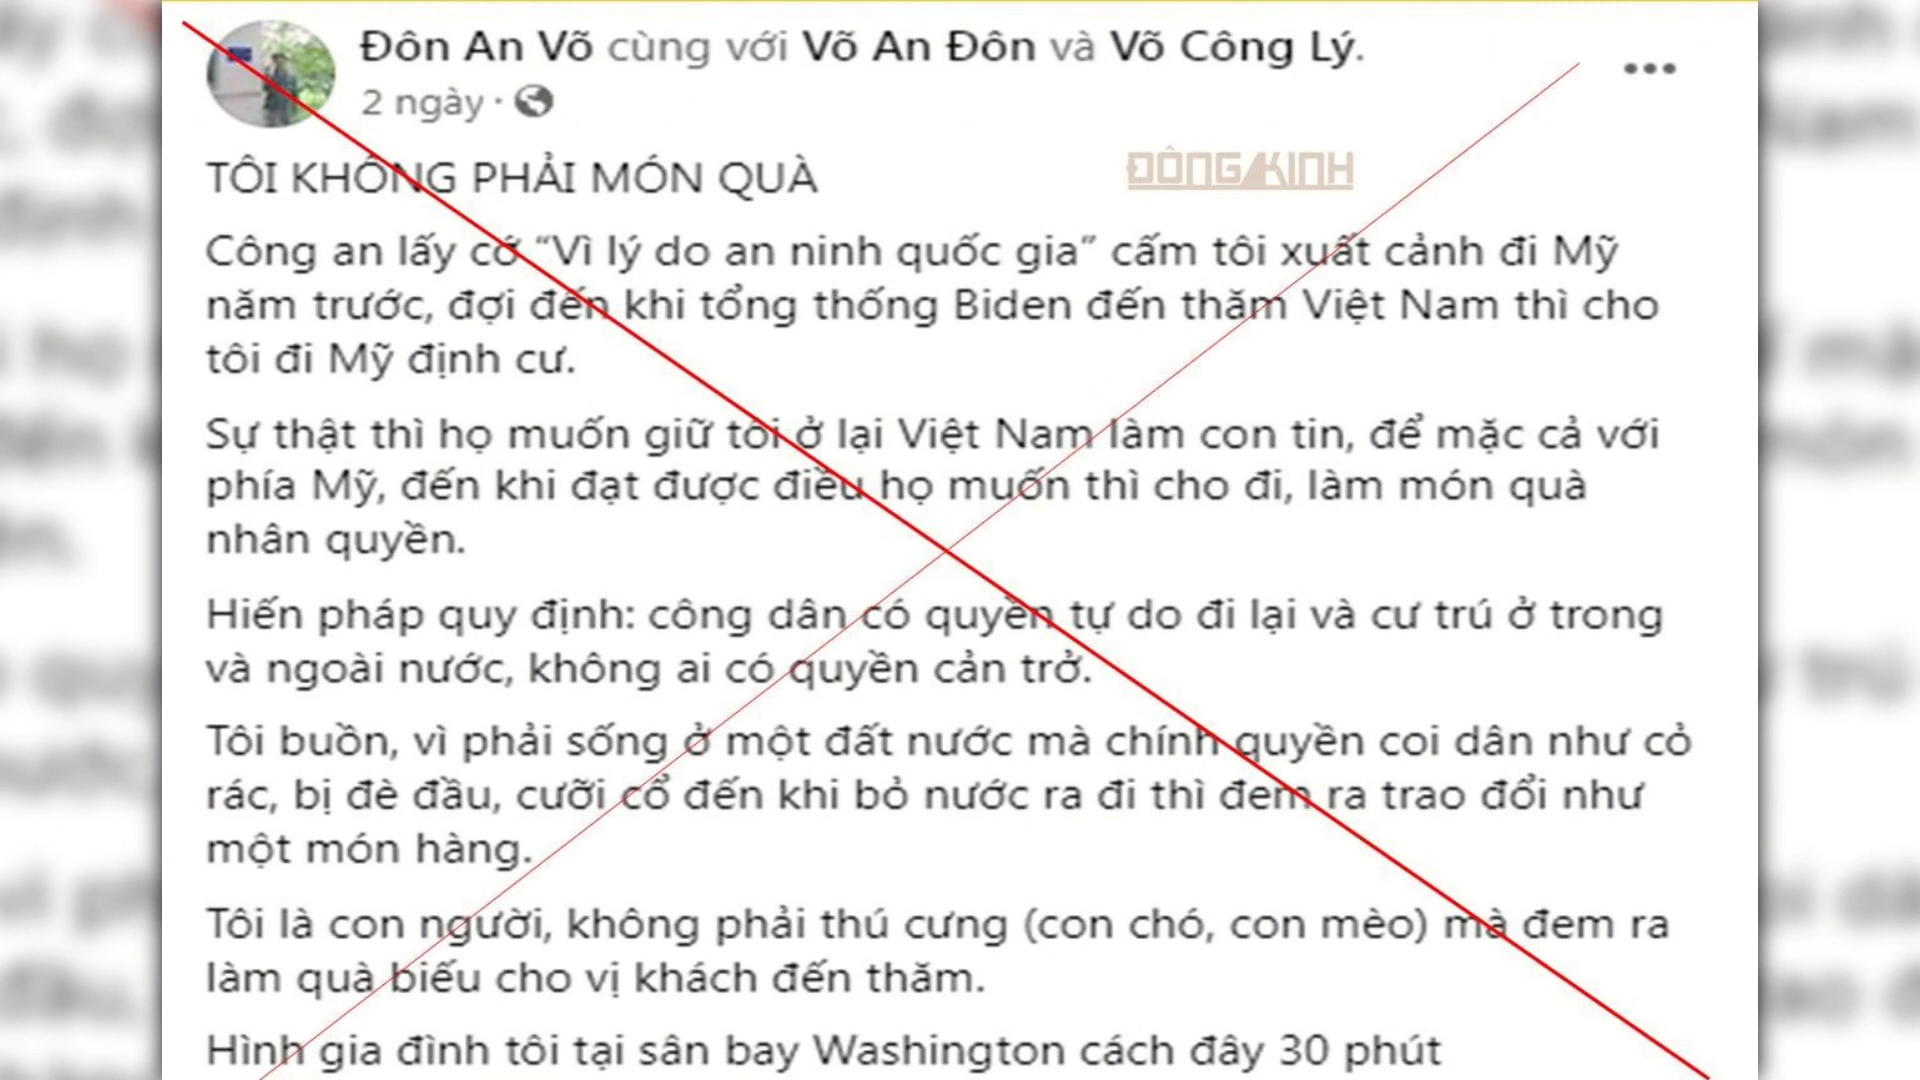 Đôn An Võ cùng với Võ An Đôn và Võ Công Lý.
2 ngày ·
TÔI KHÔNG PHẢI MÓN QUÀ
ĐÔNG KINH
Công an lấy cớ “Vì lý do an ninh quốc gia” cấm tôi xuất cảnh đi Mỹ
năm trước, đợi đến khi tổng thống Biden đến thăm Việt Nam thì cho
tôi đi Mỹ định cư.
Sự thật thì họ muốn giữ tôi ở lại Việt Nam làm con tin, để mặc cả với
phía Mỹ, đến khi đạt được điều họ muốn thì cho đi, làm món quà
nhân quyền.
Hiến pháp quy định: công dân có quyền tự do đi lại và cư trú ở trong
và ngoài nước, không ai có quyền cản trở.
Tôi buồn, vì phải sống ở một đất nước mà chính quyền coi dân như cỏ
rác, bị đè đầu, cưỡi cổ đến khi bỏ nước ra đi thì đem ra trao đổi như
một món hàng.
Tôi là con người, không phải thú cưng (con chó, con mèo) mà đem ra
làm quà biếu cho vị khách đến thăm.
Hình gia đình tôi tại sân bay Washington cách đây 30 phút